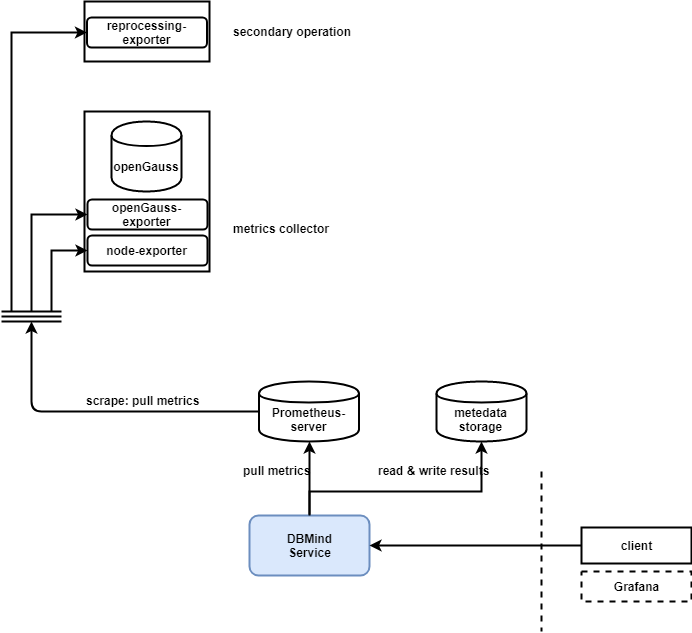 reprocessing-
exporter
secondary operation
openGauss
openGauss-
exporter
metrics collector
node-exporter
scrape: pull metrics
Prometheus-
server
metedata
storage
pull metrics
read & write results
DBMind
Service
client
Grafana